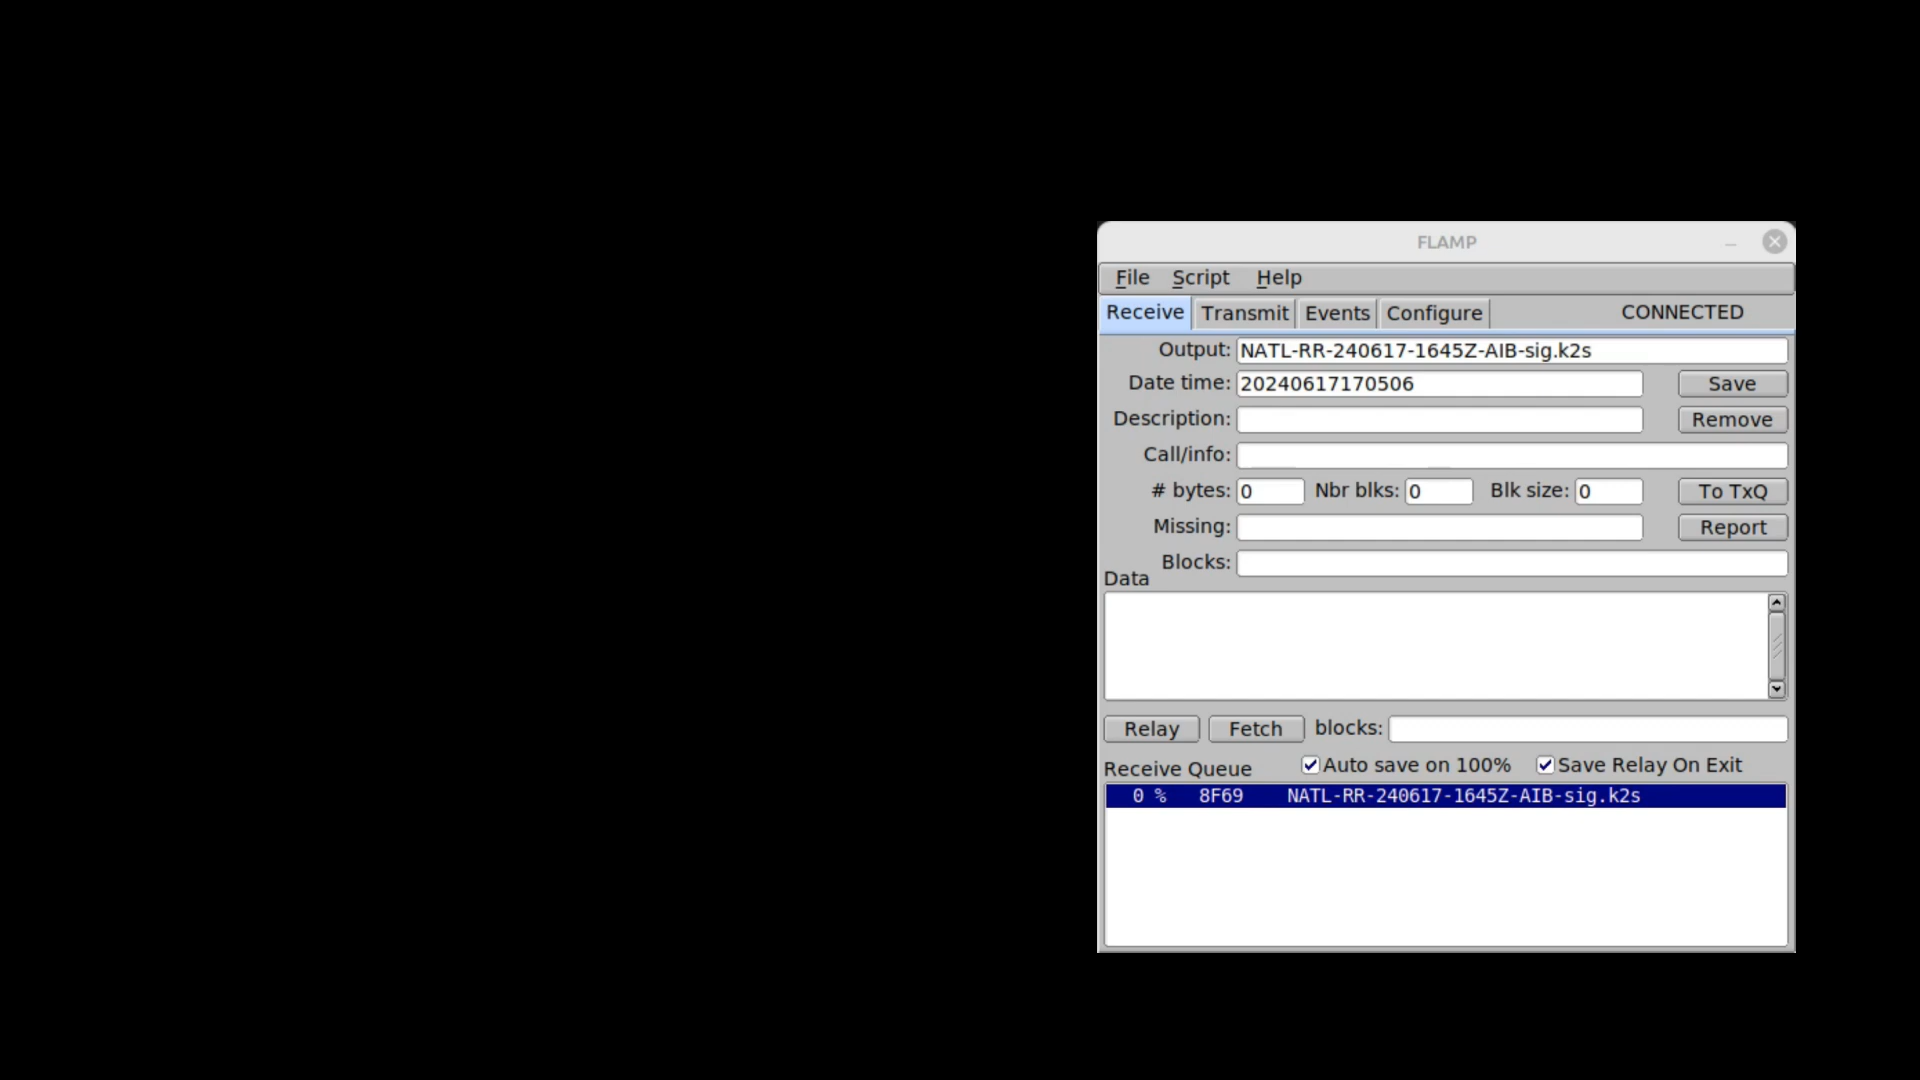 FLAMP
File Script Help
Receive Transmit Events Configure CONNECTED
Output: NATL-RR-240617-1645Z-AIB-sig.k2s
Date time: 20240617170506 Save
Description: Remove
Call/info:
# bytes: 0 Nbr blks: 0 Blk size: 0 To TxQ
Missing: Report
Blocks:
Data
Relay Fetch blocks:
Receive Queue Auto save on 100% Save Relay On Exit
0 % 8F69 NATL-RR-240617-1645Z-AIB-sig.k2s